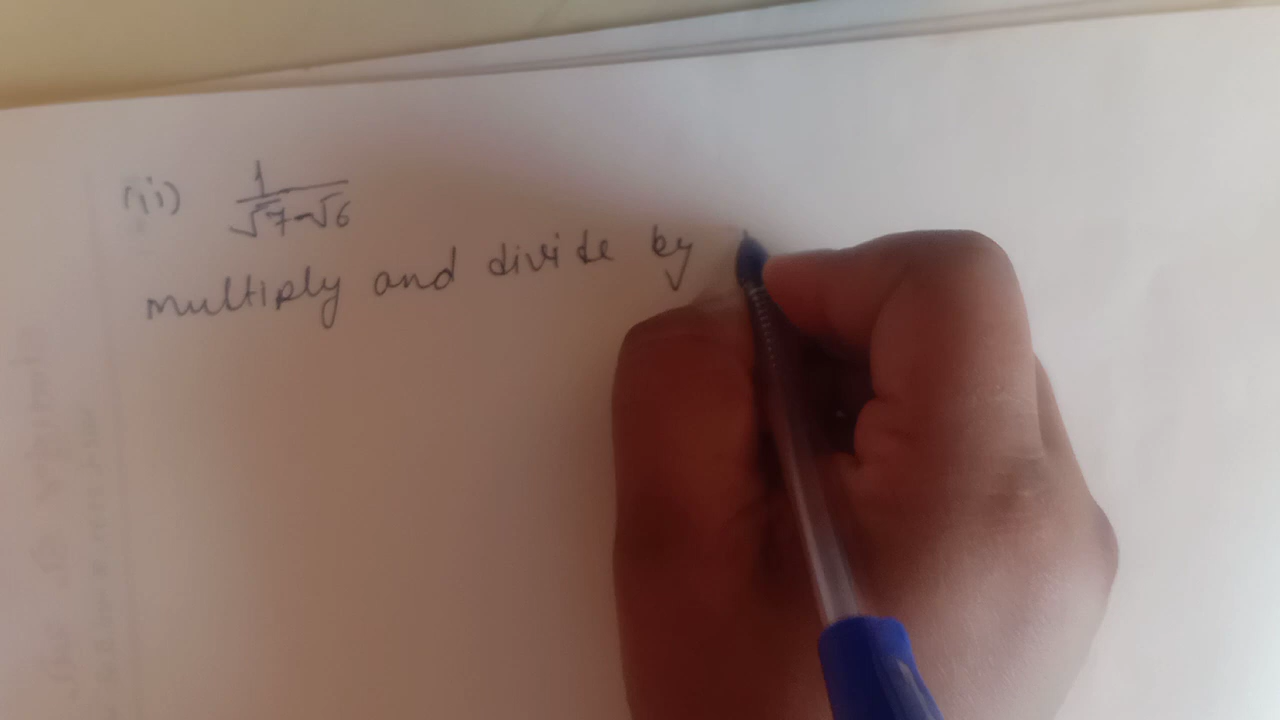 (ii) 1/(√7-√6)
multiply and divide by